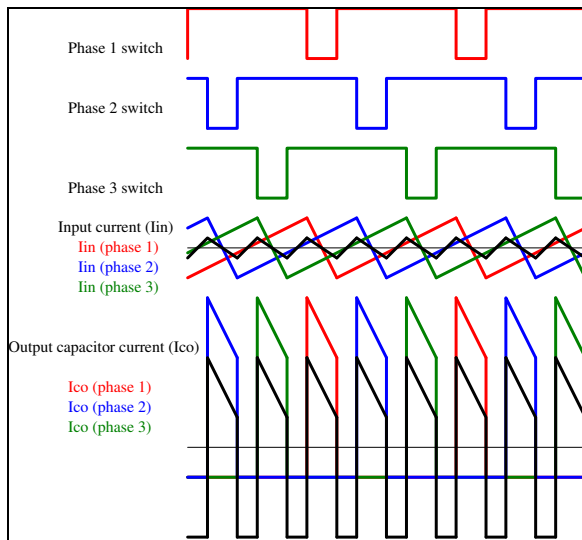 Phase 1 switch
Phase 2 switch
Phase 3 switch
Input current (Iin)
Iin (phase 1)
Iin (phase 2)
Iin (phase 3)
Output capacitor current (Ico)
Ico (phase 1)
Ico (phase 2)
Ico (phase 3)